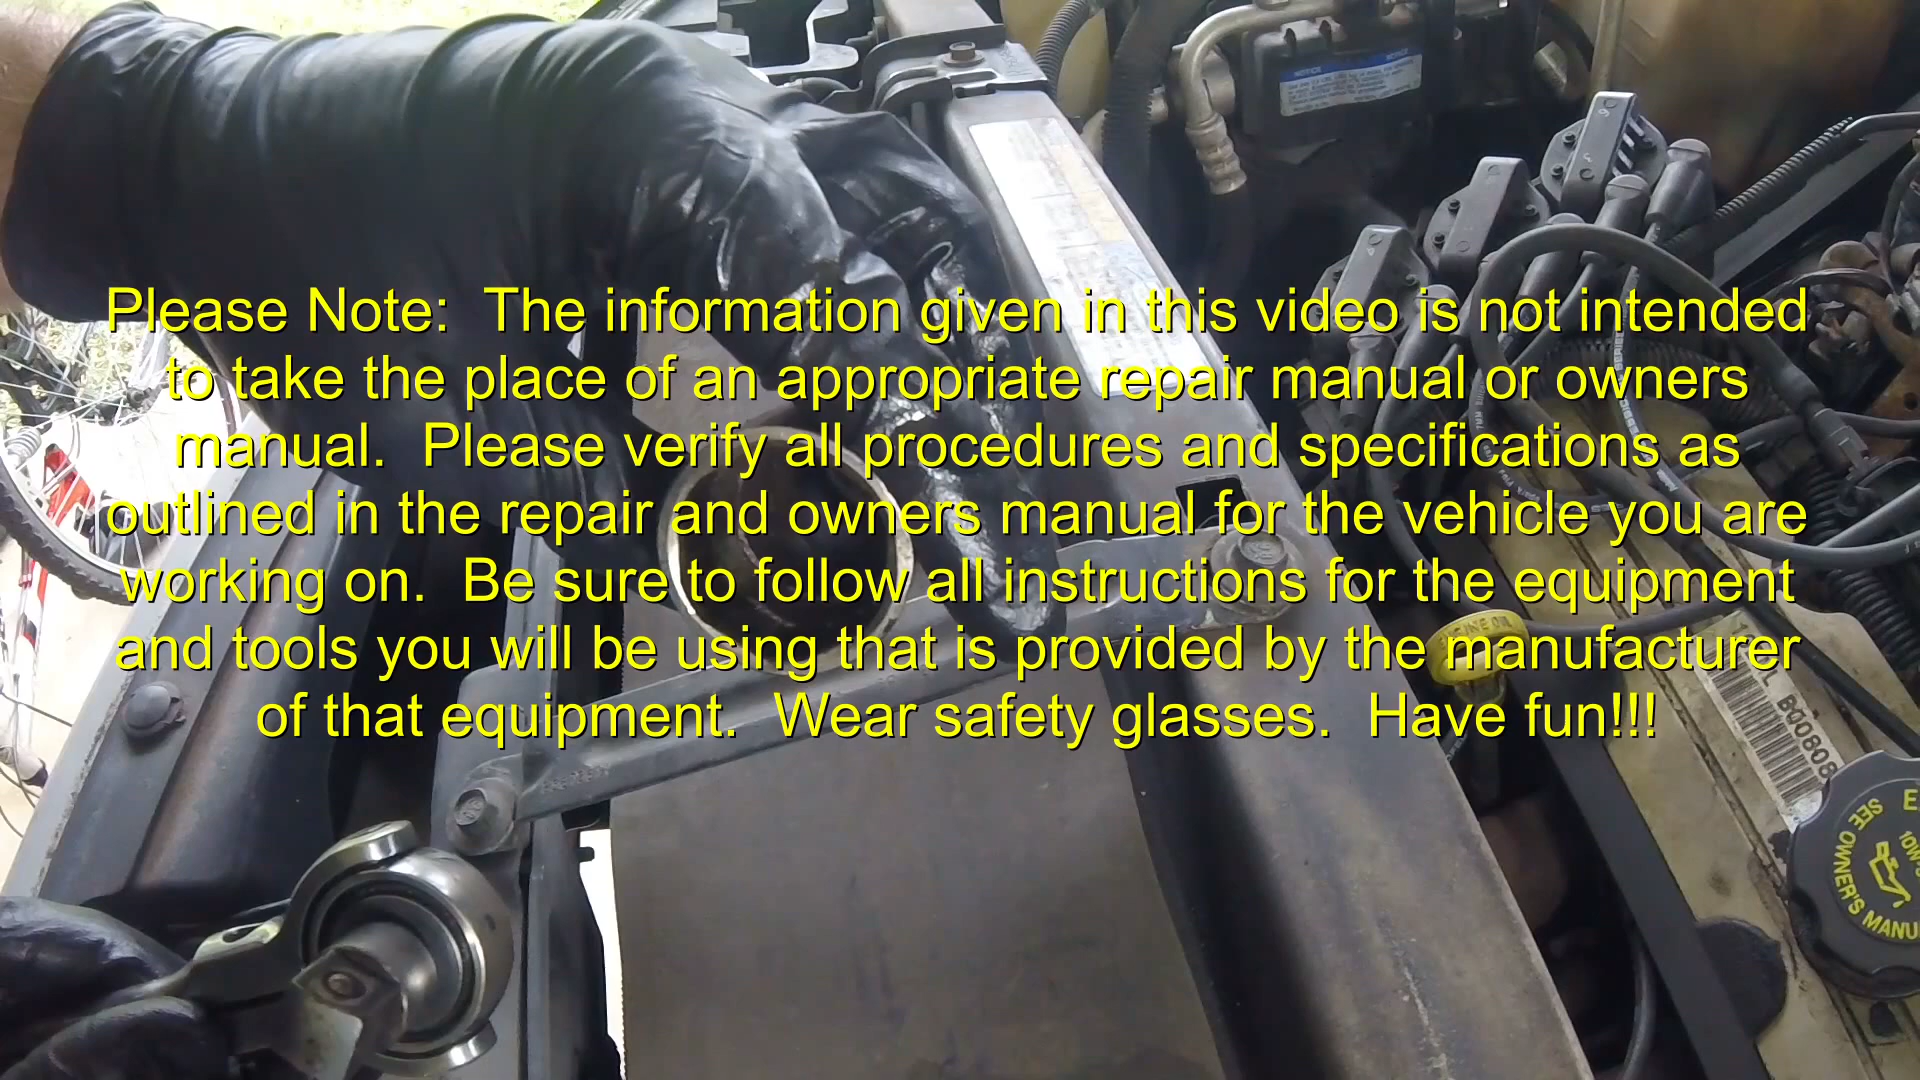 Please Note:  The information given in this video is not intended
to take the place of an appropriate repair manual or owners
manual.  Please verify all procedures and specifications as
outlined in the repair and owners manual for the vehicle you are
working on.  Be sure to follow all instructions for the equipment
and tools you will be using that is provided by the manufacturer
of that equipment.   Wear safety glasses.  Have fun!!!
NOTICE
NOTICE
B00808
SEE OWNER'S MANU
10W
E